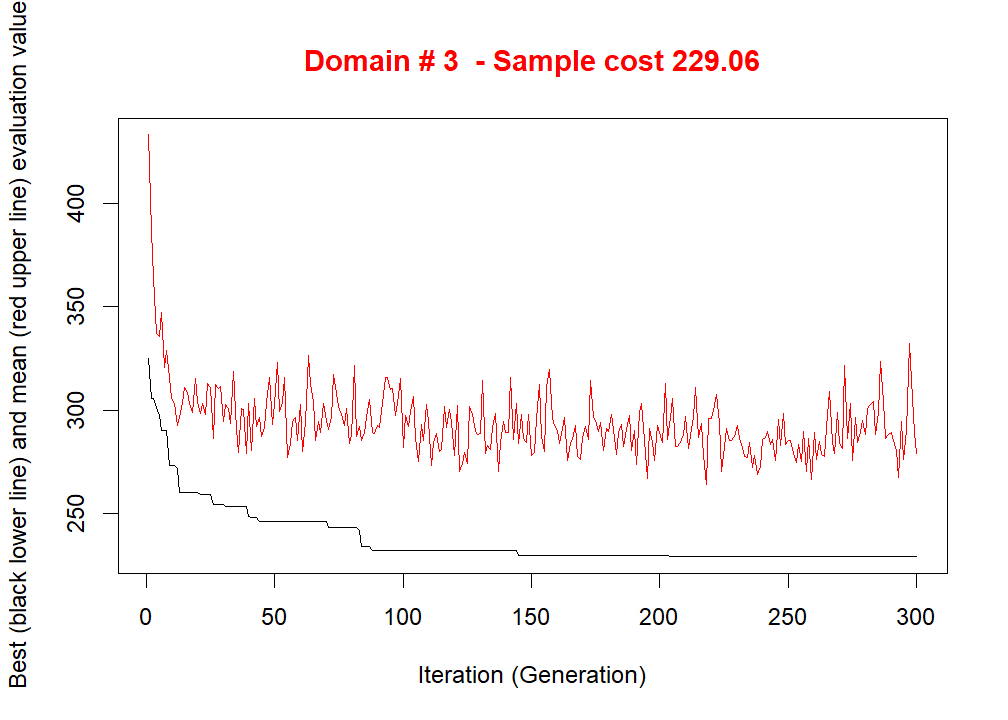 Domain # 3  - Sample cost 229.06
Best (black lower line) and mean (red upper line) evaluation value
400
350
300
250
0 50 100 150 200 250 300
Iteration (Generation)